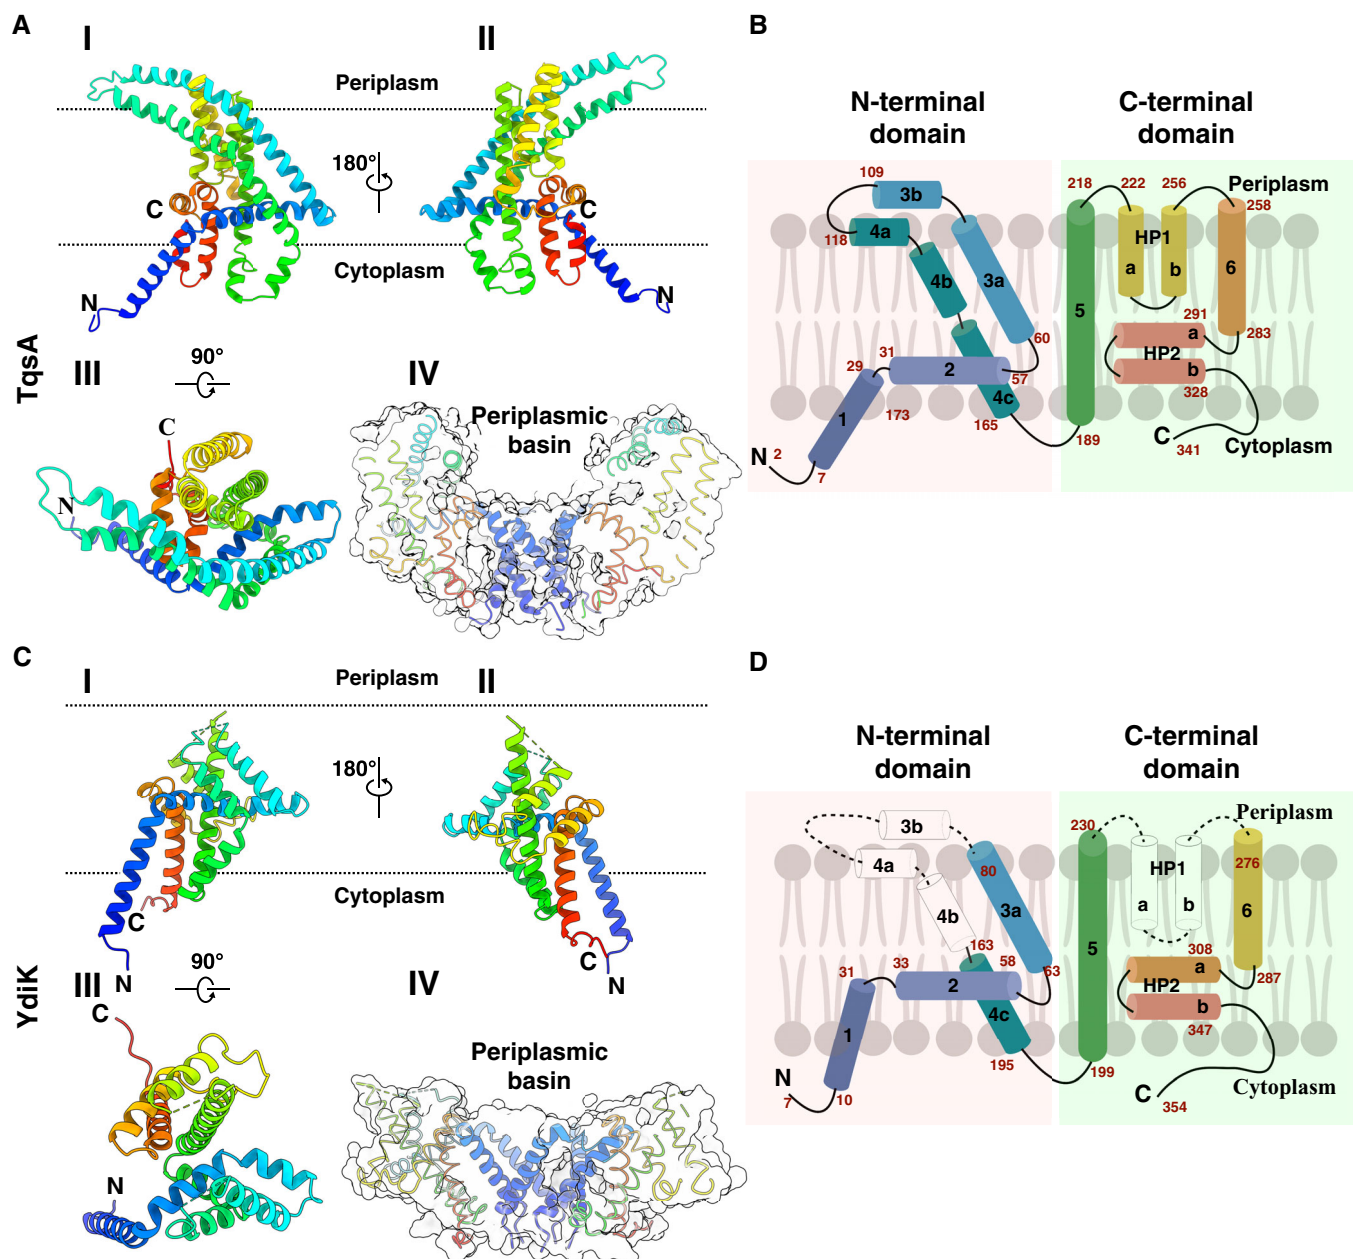 A
I
II
Periplasm
180°
C
C
Cytoplasm
N
N
TqsA
III
90°
IV
C
N
Periplasmic
basin
B
N-terminal
domain
C-terminal
domain
109
3b
118
4a
4b
3a
60
31
29
2
57
4c
1
173
165
N
2
7
218
222
256
Periplasm
258
HP1
a
b
6
5
291
a
283
HP2
b
328
C
341
189
Cytoplasm
C
I
II
Periplasm
180°
Cytoplasm
C
C
N
N
YdiK
III
90°
IV
C
N
Periplasmic
basin
D
N-terminal
domain
C-terminal
domain
3b
4a
80
4b
3a
163
31
33
58
63
2
4c
1
195
N
7
10
230
Periplasm
276
HP1
a
b
6
5
308
a
287
HP2
b
347
199
C
354
Cytoplasm